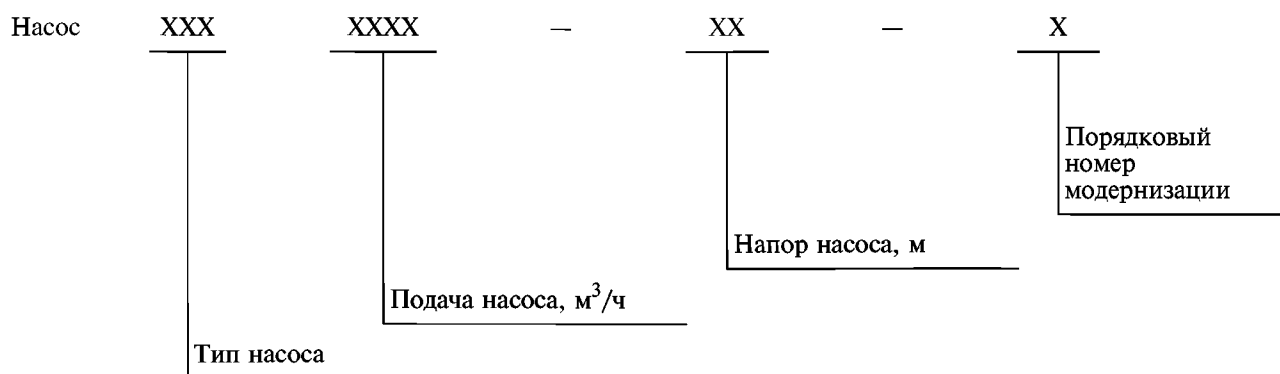 Насос XXX XXXX — XX — X
Порядковый
номер
модернизации
Напор насоса, м
Подача насоса, м³/ч
Тип насоса